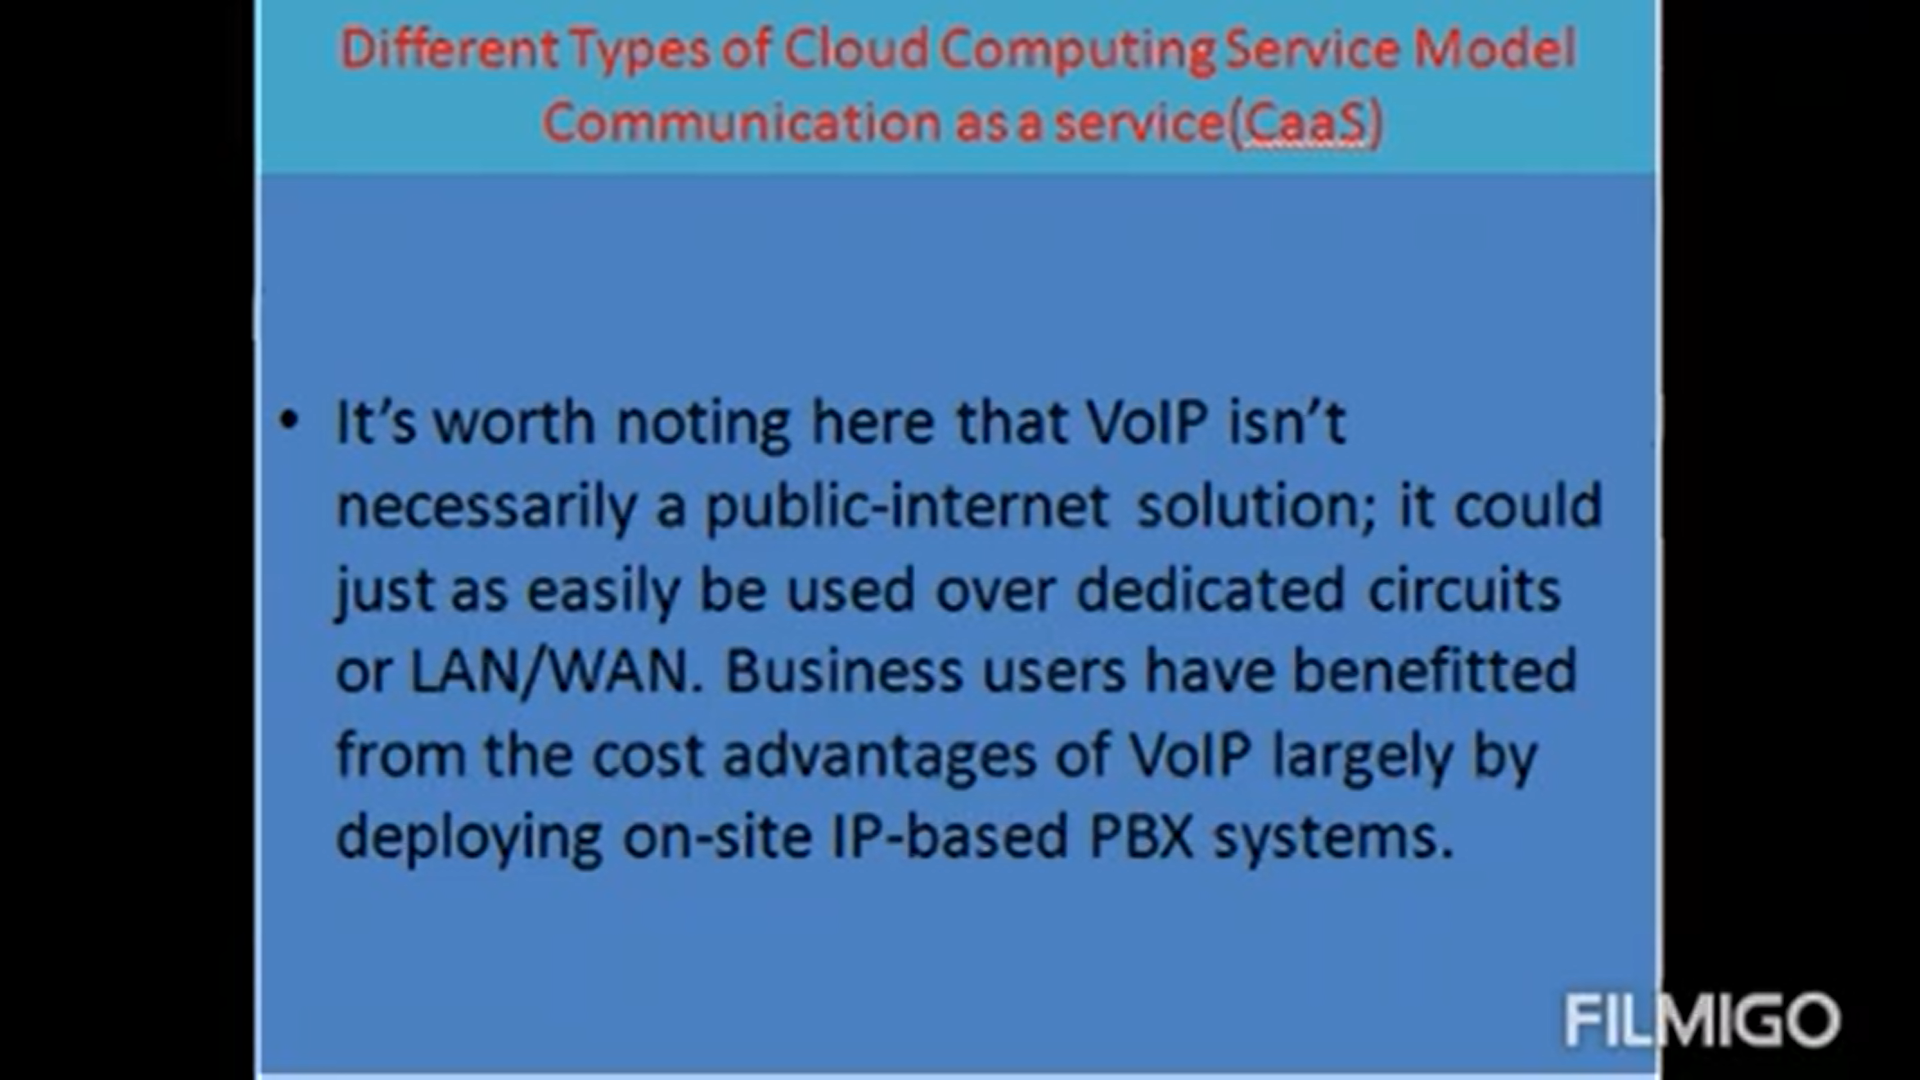 Different Types of Cloud Computing Service Model
Communication as a service(CaaS)
• It’s worth noting here that VoIP isn’t
necessarily a public-internet solution; it could
just as easily be used over dedicated circuits
or LAN/WAN. Business users have benefitted
from the cost advantages of VoIP largely by
deploying on-site IP-based PBX systems.
FILMIGO